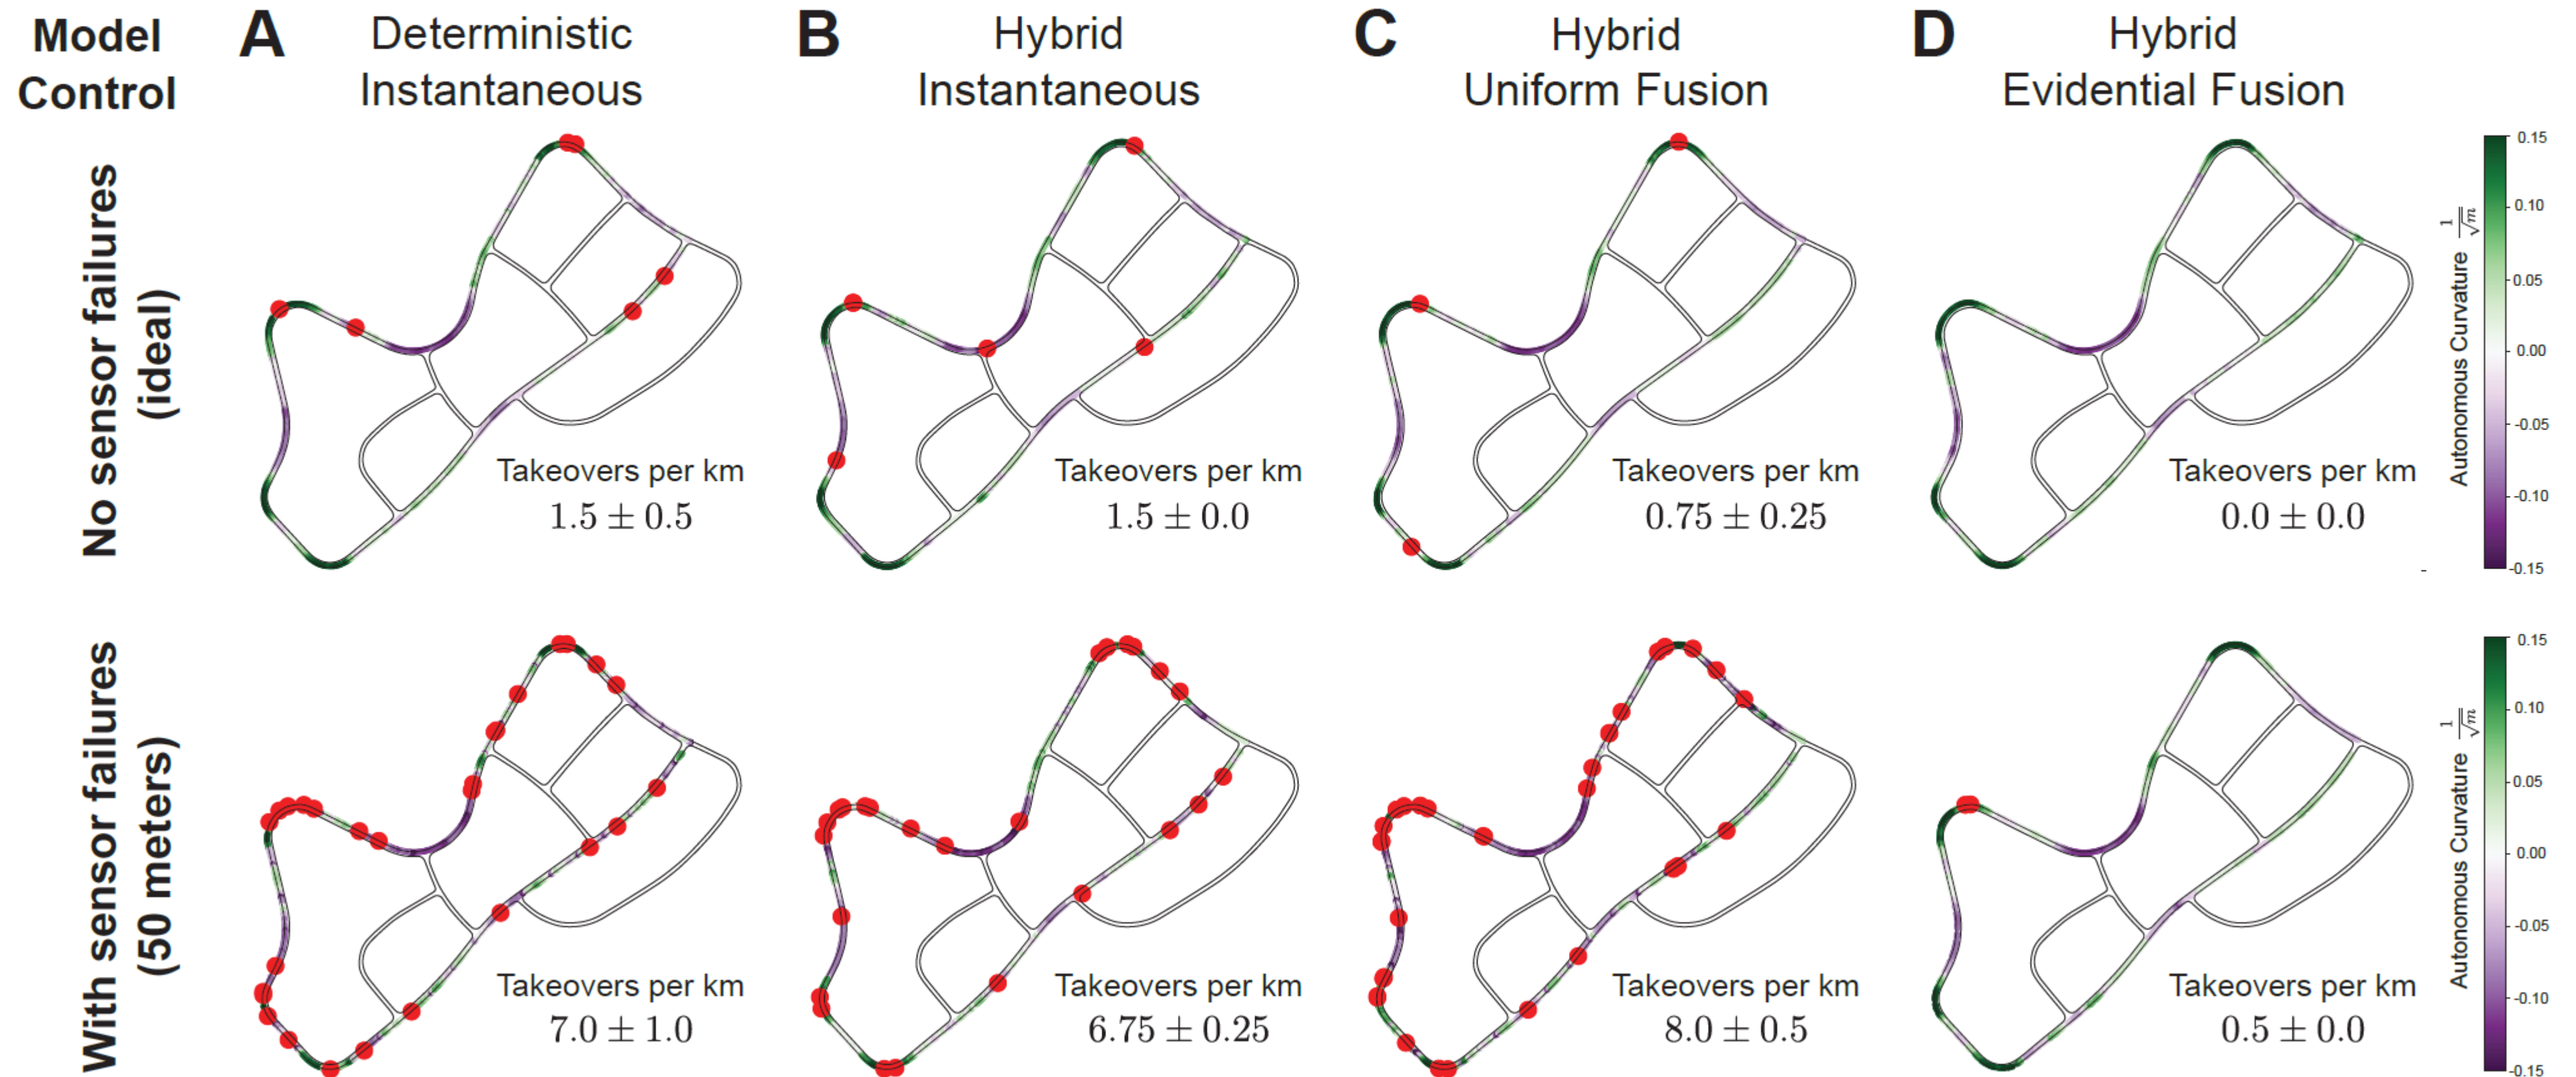 Model
Control
A
Deterministic
Instantaneous
B
Hybrid
Instantaneous
C
Hybrid
Uniform Fusion
D
Hybrid
Evidential Fusion
No sensor failures
(ideal)
Takeovers per km
1.5 ± 0.5
Takeovers per km
1.5 ± 0.0
Takeovers per km
0.75 ± 0.25
Takeovers per km
0.0 ± 0.0
Autonomous Curvature 1/√m
0.15
0.10
0.05
0.00
-0.05
-0.10
-0.15
With sensor failures
(50 meters)
Takeovers per km
7.0 ± 1.0
Takeovers per km
6.75 ± 0.25
Takeovers per km
8.0 ± 0.5
Takeovers per km
0.5 ± 0.0
Autonomous Curvature 1/√m
0.15
0.10
0.05
0.00
-0.05
-0.10
-0.15